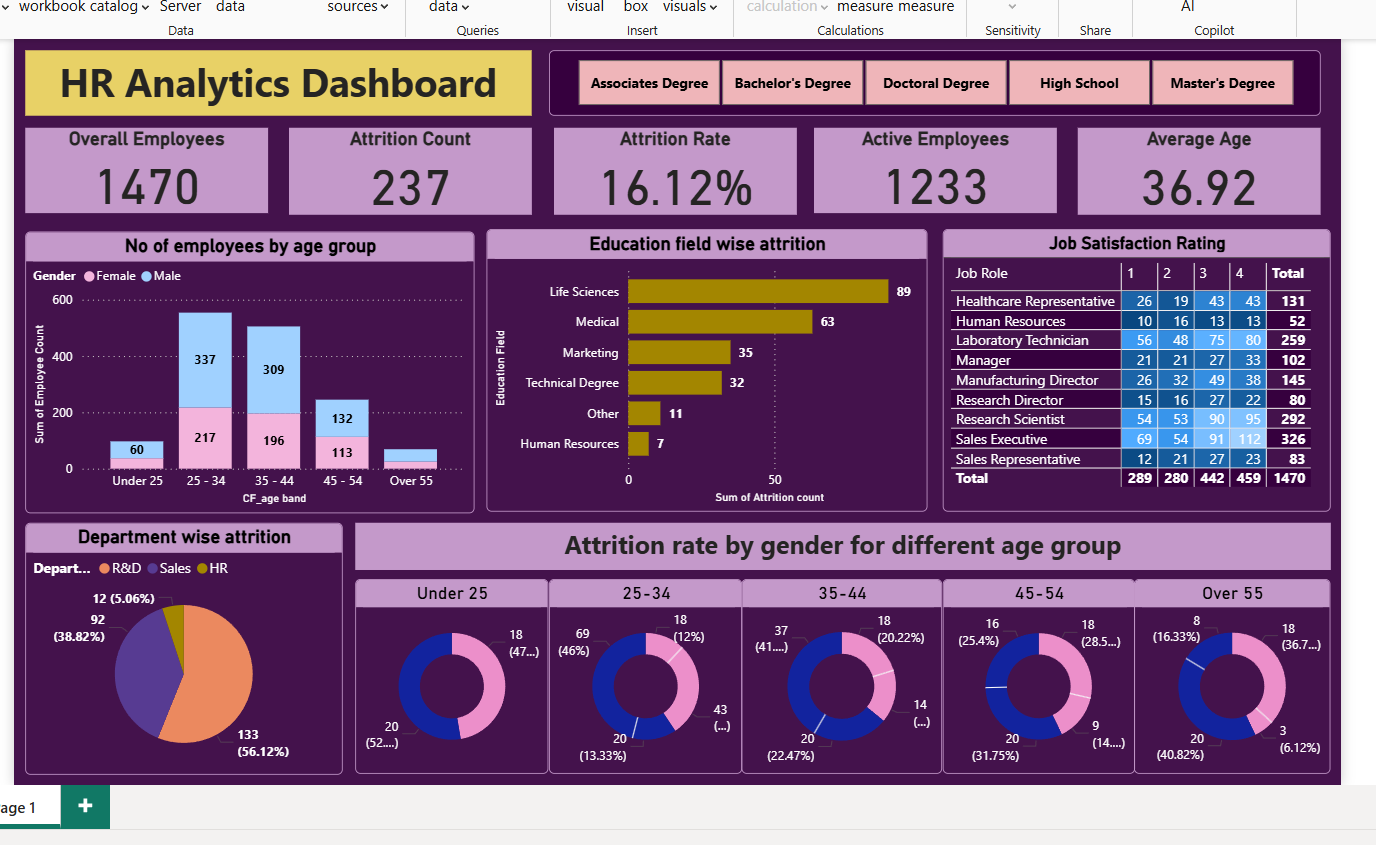 workbook catalog Server data sources data visual box visuals calculation measure measure AI
Data Queries Insert Calculations Sensitivity Share Copilot
HR Analytics Dashboard
Associates Degree Bachelor's Degree Doctoral Degree High School Master's Degree
Overall Employees Attrition Count Attrition Rate Active Employees Average Age
1470 237 16.12% 1233 36.92
No of employees by age group
Gender Female Male
Sum of Employee Count
600
400
200
0
60
337
217
309
196
132
113
Under 25 25 - 34 35 - 44 45 - 54 Over 55
CF_age band
Education field wise attrition
Education Field
Life Sciences 89
Medical 63
Marketing 35
Technical Degree 32
Other 11
Human Resources 7
0 50
Sum of Attrition count
Job Satisfaction Rating
Job Role 1 2 3 4 Total
Healthcare Representative 26 19 43 43 131
Human Resources 10 16 13 13 52
Laboratory Technician 56 48 75 80 259
Manager 21 21 27 33 102
Manufacturing Director 26 32 49 38 145
Research Director 15 16 27 22 80
Research Scientist 54 53 90 95 292
Sales Executive 69 54 91 112 326
Sales Representative 12 21 27 23 83
Total 289 280 442 459 1470
Department wise attrition
Depart... R&D Sales HR
12 (5.06%)
92
(38.82%)
133
(56.12%)
Attrition rate by gender for different age group
Under 25
18
(47...)
20
(52....)
25-34
69
(46%)
18
(12%)
43
(...)
20
(13.33%)
35-44
37
(41....)
18
(20.22%)
14
(...)
20
(22.47%)
45-54
16
(25.4%)
18
(28.5...)
9
(14....)
20
(31.75%)
Over 55
8
(16.33%)
18
(36.7...)
3
(6.12%)
20
(40.82%)
age 1 +